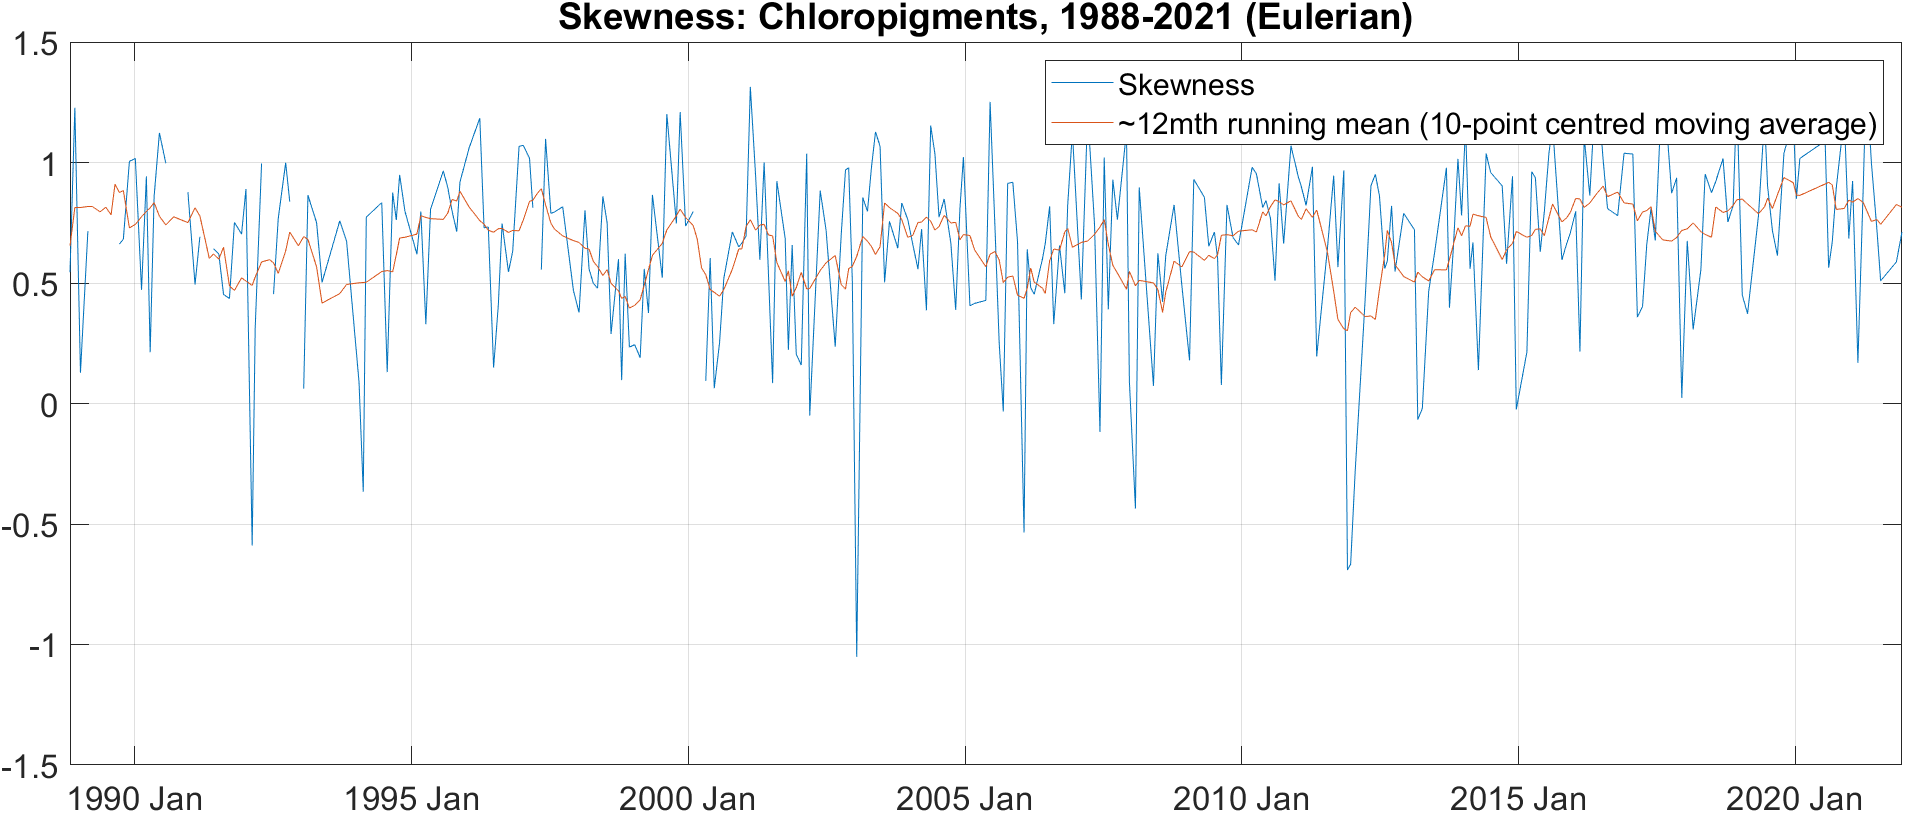 Skewness: Chloropigments, 1988-2021 (Eulerian)
1.5
1
0.5
0
-0.5
-1
-1.5
Skewness
~12mth running mean (10-point centred moving average)
1990 Jan
1995 Jan
2000 Jan
2005 Jan
2010 Jan
2015 Jan
2020 Jan